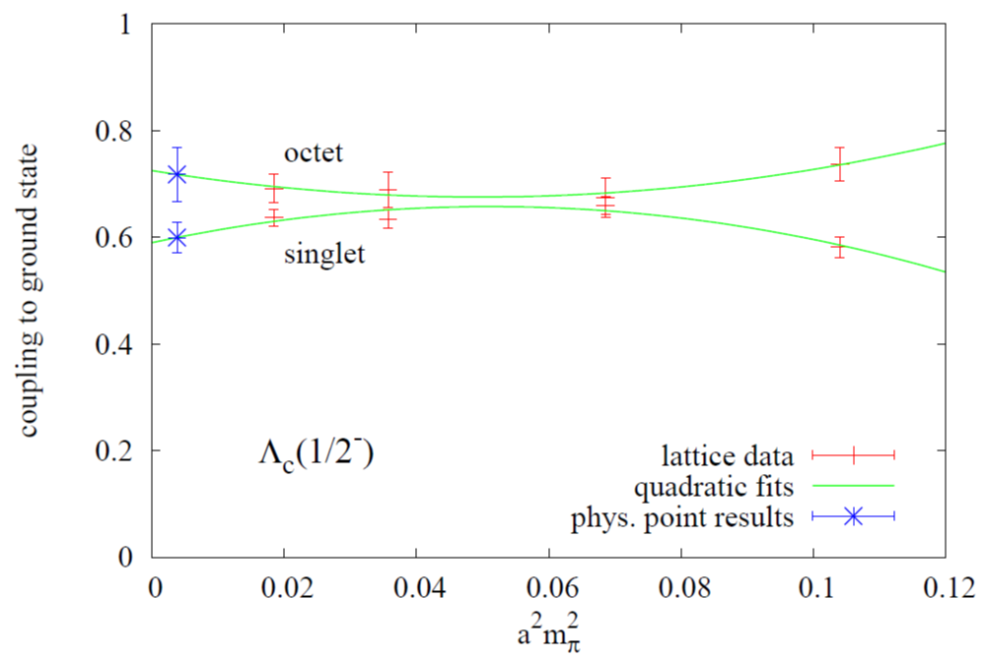 1
0.8
0.6
0.4
0.2
0
0 0.02 0.04 0.06 0.08 0.1 0.12
coupling to ground state
a²m²π
octet
singlet
Λc(1/2⁻)
lattice data
quadratic fits
phys. point results